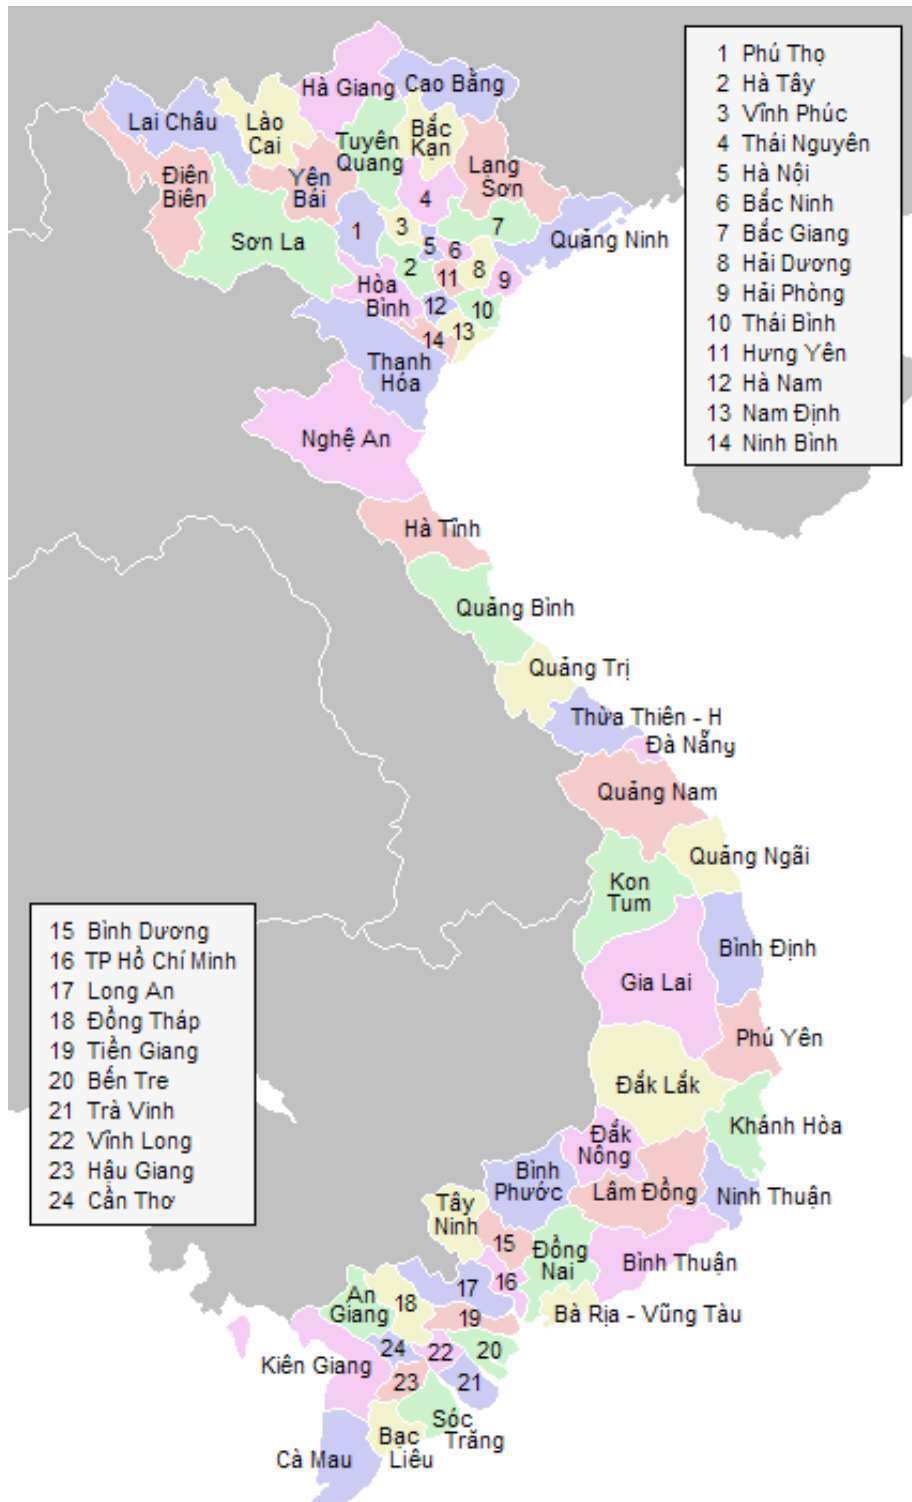 1 Phú Thọ
2 Hà Tây
3 Vĩnh Phúc
4 Thái Nguyên
5 Hà Nội
6 Bắc Ninh
7 Bắc Giang
8 Hải Dương
9 Hải Phòng
10 Thái Bình
11 Hưng Yên
12 Hà Nam
13 Nam Định
14 Ninh Bình
Hà Giang
Cao Bằng
Lai Châu
Lào
Cai
Tuyên
Quang
Bắc
Kạn
Lạng
Sơn
Điện
Biên
Yên
Bái
4
1
3
7
Sơn La
5
6
Quảng Ninh
2
11
8
9
Hòa
Bình
12
10
13
14
Thanh
Hóa
Nghệ An
Hà Tĩnh
Quảng Bình
Quảng Trị
Thừa Thiên - H
Đà Nẵng
Quảng Nam
Quảng Ngãi
Kon
Tum
Bình Định
Gia Lai
Phú Yên
Đắk Lắk
Khánh Hòa
Đắk
Nông
Bình
Phước
Lâm Đồng
Ninh Thuận
Tây
Ninh
15
Đồng
Nai
Bình Thuận
16
17
An
Giang
18
19
Bà Rịa - Vũng Tàu
24
22
20
Kiên Giang
23
21
Sóc
Trăng
Bạc
Liêu
Cà Mau
15 Bình Dương
16 TP Hồ Chí Minh
17 Long An
18 Đồng Tháp
19 Tiền Giang
20 Bến Tre
21 Trà Vinh
22 Vĩnh Long
23 Hậu Giang
24 Cần Thơ